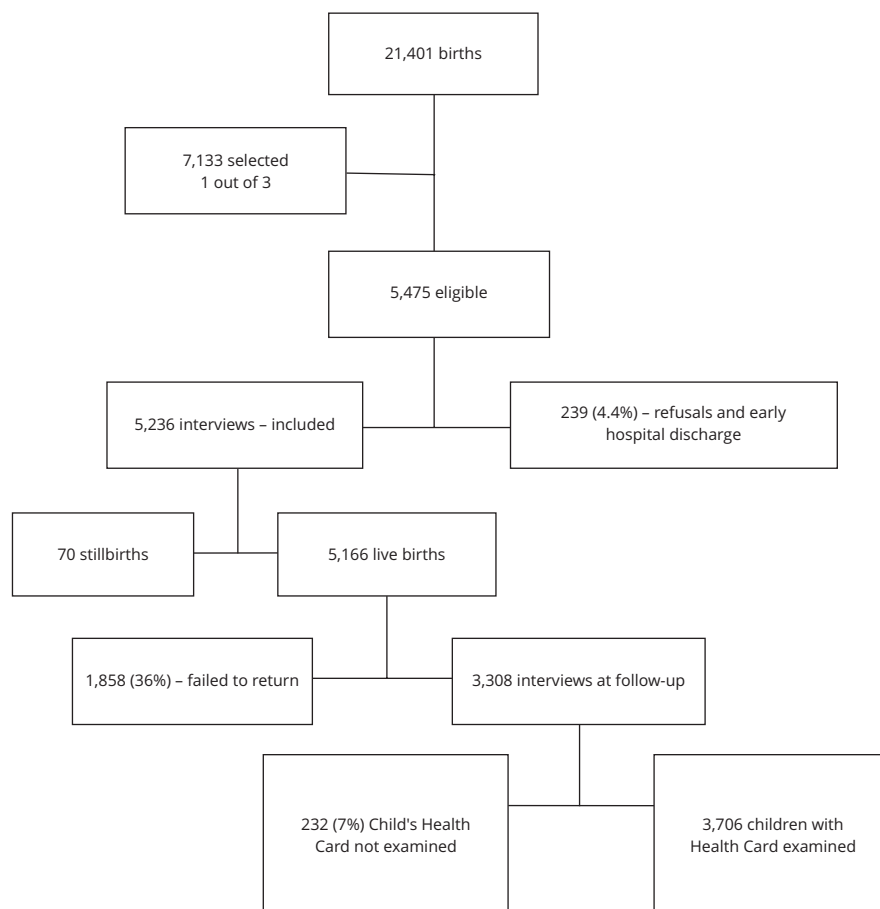 21,401 births
7,133 selected
1 out of 3
5,475 eligible
5,236 interviews – included
239 (4.4%) – refusals and early
hospital discharge
70 stillbirths
5,166 live births
1,858 (36%) – failed to return
3,308 interviews at follow-up
232 (7%) Child's Health
Card not examined
3,706 children with
Health Card examined